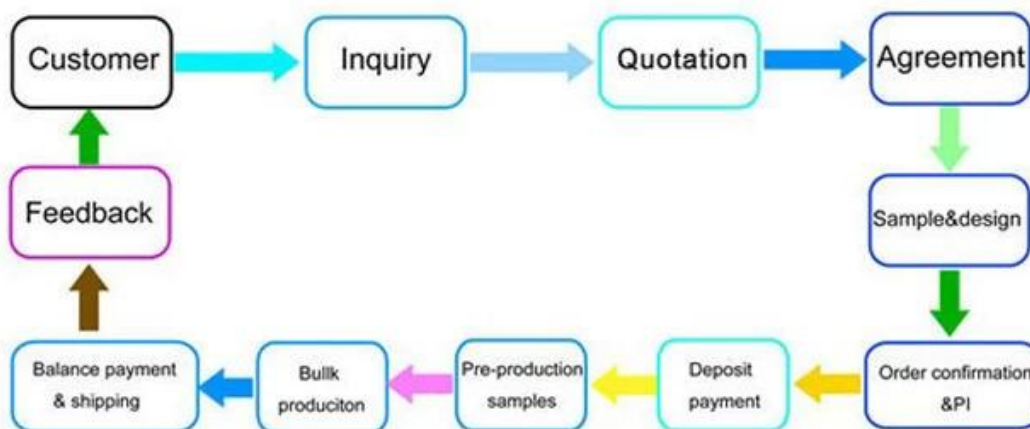 Customer
Inquiry
Quotation
Agreement
Sample&design
Order confirmation
&PI
Deposit
payment
Pre-production
samples
Bullk
produciton
Balance payment
& shipping
Feedback